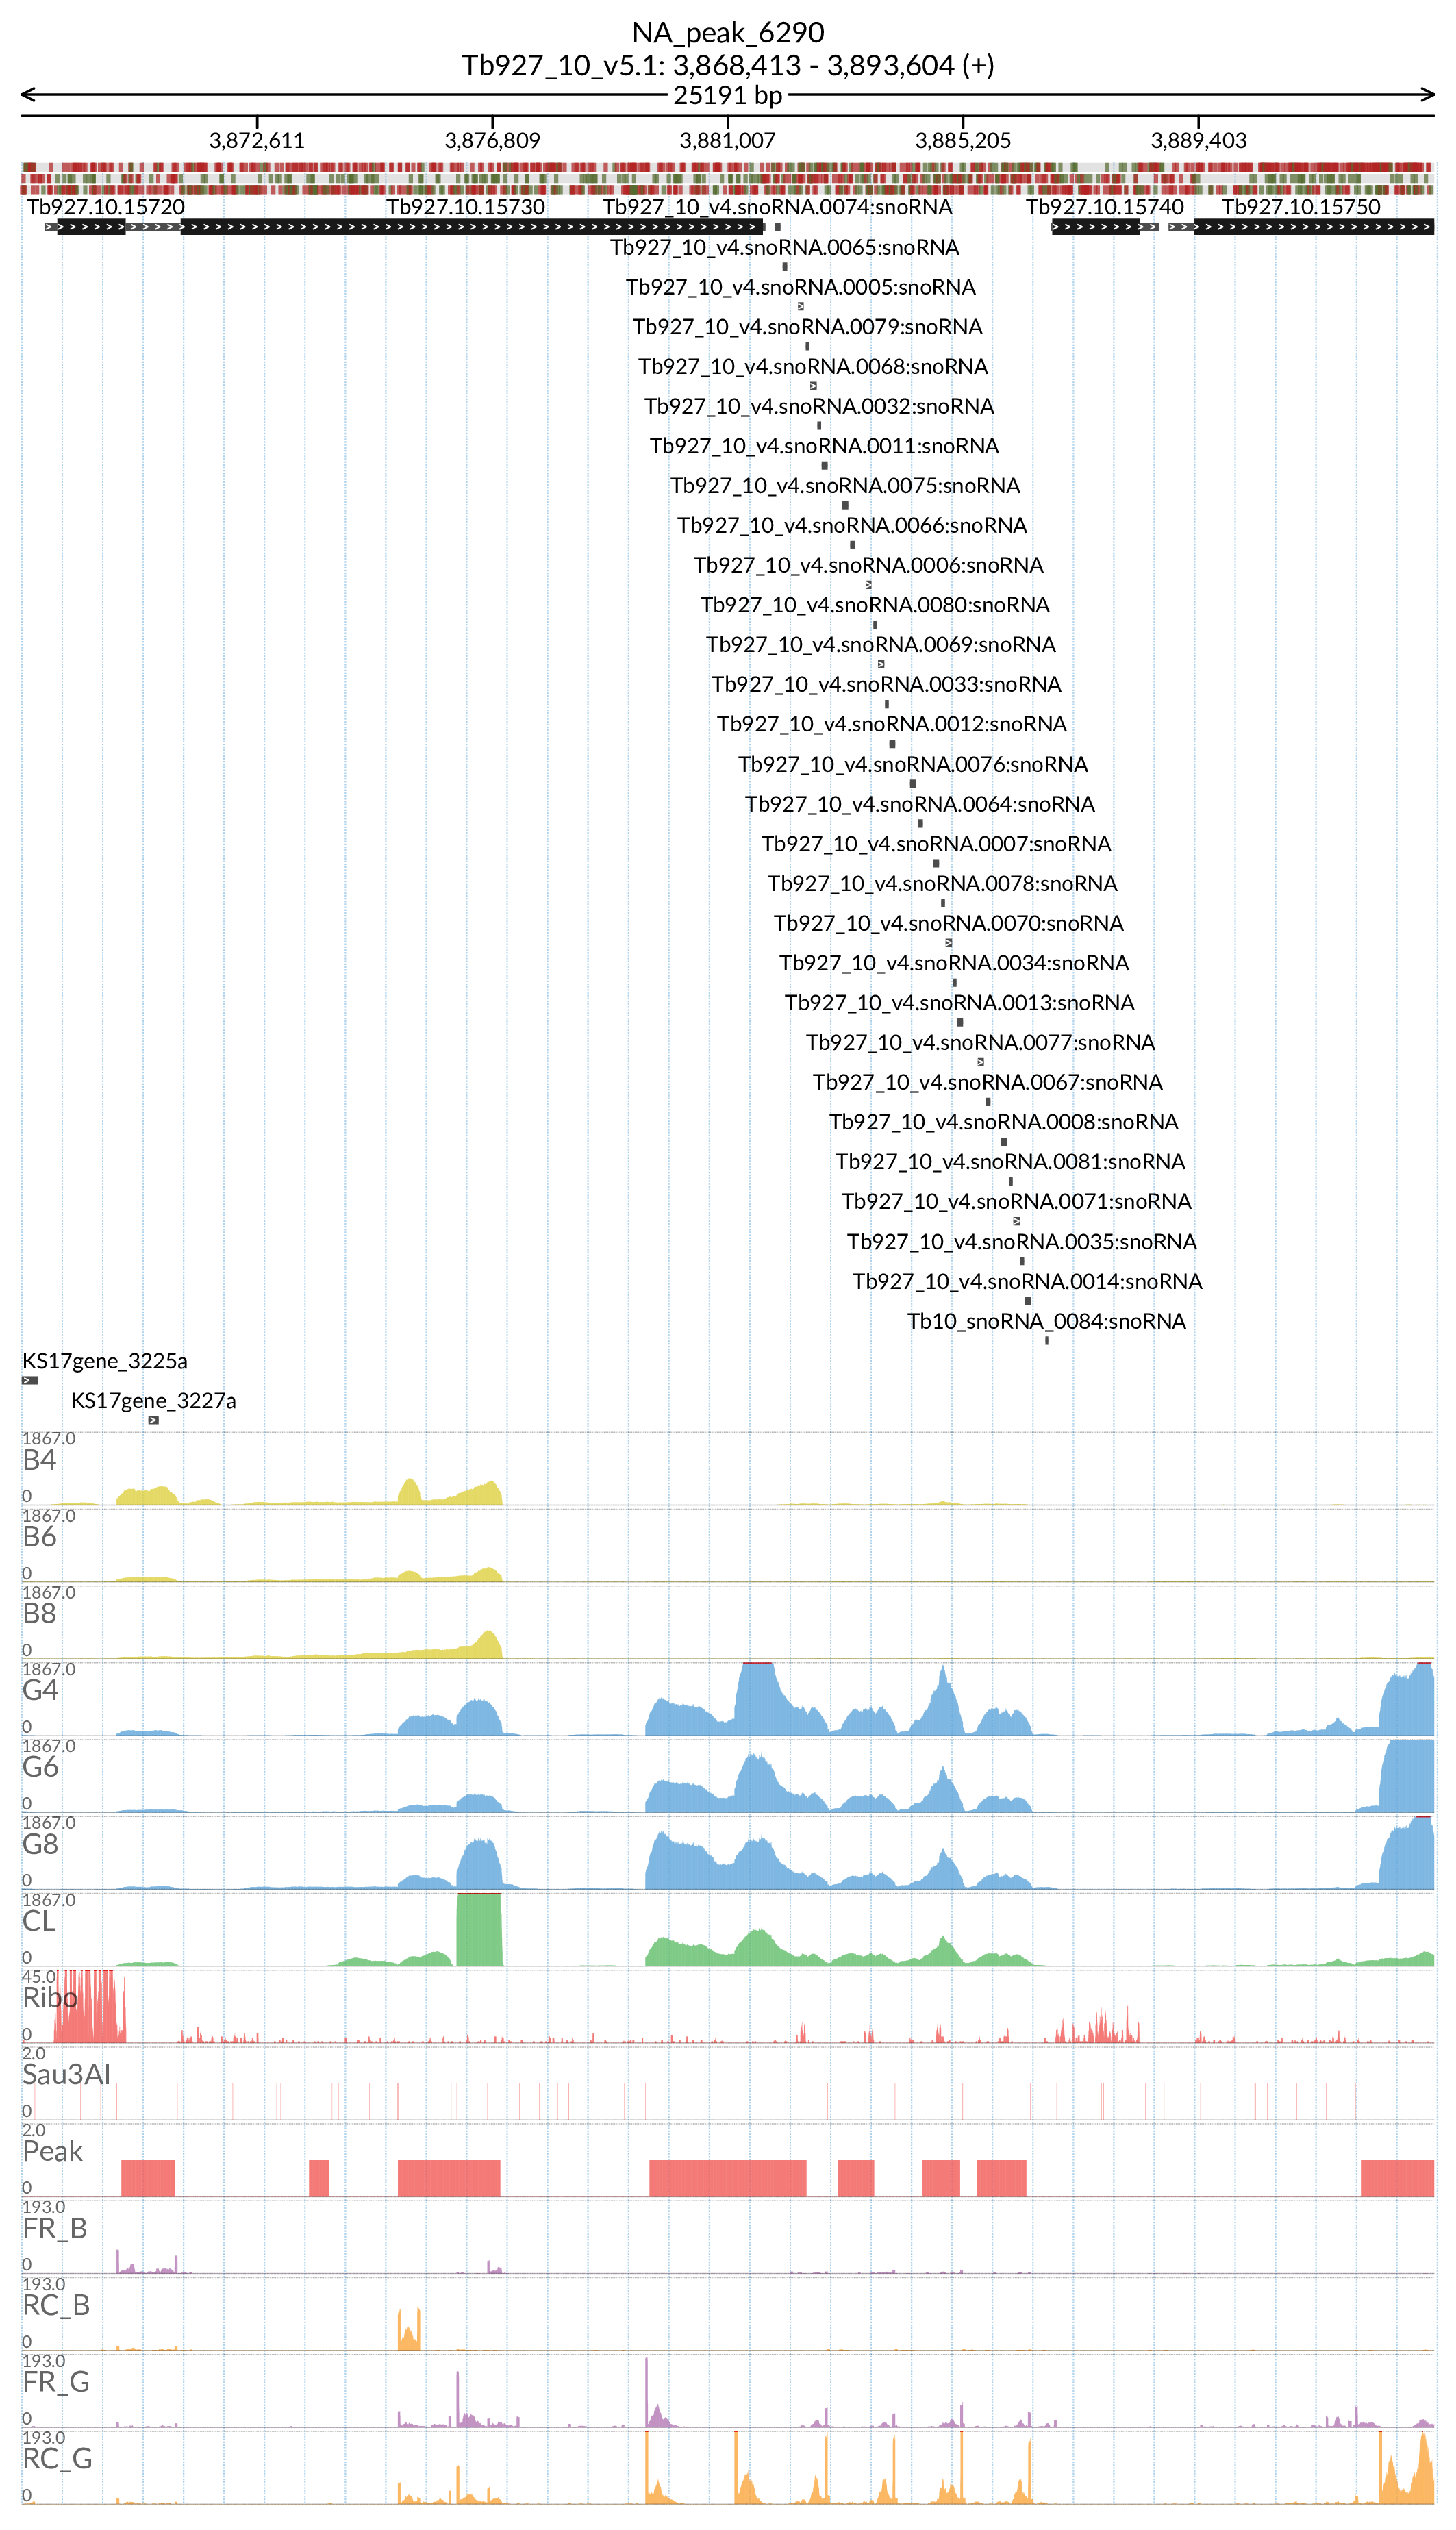 NA_peak_6290
Tb927_10_v5.1: 3,868,413 - 3,893,604 (+)
25191 bp
3,872,611 3,876,809 3,881,007 3,885,205 3,889,403
Tb927.10.15720 Tb927.10.15730 Tb927_10_v4.snoRNA.0074:snoRNA Tb927.10.15740 Tb927.10.15750
Tb927_10_v4.snoRNA.0065:snoRNA
Tb927_10_v4.snoRNA.0005:snoRNA
Tb927_10_v4.snoRNA.0079:snoRNA
Tb927_10_v4.snoRNA.0068:snoRNA
Tb927_10_v4.snoRNA.0032:snoRNA
Tb927_10_v4.snoRNA.0011:snoRNA
Tb927_10_v4.snoRNA.0075:snoRNA
Tb927_10_v4.snoRNA.0066:snoRNA
Tb927_10_v4.snoRNA.0006:snoRNA
Tb927_10_v4.snoRNA.0080:snoRNA
Tb927_10_v4.snoRNA.0069:snoRNA
Tb927_10_v4.snoRNA.0033:snoRNA
Tb927_10_v4.snoRNA.0012:snoRNA
Tb927_10_v4.snoRNA.0076:snoRNA
Tb927_10_v4.snoRNA.0064:snoRNA
Tb927_10_v4.snoRNA.0007:snoRNA
Tb927_10_v4.snoRNA.0078:snoRNA
Tb927_10_v4.snoRNA.0070:snoRNA
Tb927_10_v4.snoRNA.0034:snoRNA
Tb927_10_v4.snoRNA.0013:snoRNA
Tb927_10_v4.snoRNA.0077:snoRNA
Tb927_10_v4.snoRNA.0067:snoRNA
Tb927_10_v4.snoRNA.0008:snoRNA
Tb927_10_v4.snoRNA.0081:snoRNA
Tb927_10_v4.snoRNA.0071:snoRNA
Tb927_10_v4.snoRNA.0035:snoRNA
Tb927_10_v4.snoRNA.0014:snoRNA
Tb10_snoRNA_0084:snoRNA
KS17gene_3225a
KS17gene_3227a
1867.0
B4
0
1867.0
B6
0
1867.0
B8
0
1867.0
G4
0
1867.0
G6
0
1867.0
G8
0
1867.0
CL
0
45.0
Ribo
0
2.0
Sau3AI
0
2.0
Peak
0
193.0
FR_B
0
193.0
RC_B
0
193.0
FR_G
0
193.0
RC_G
0